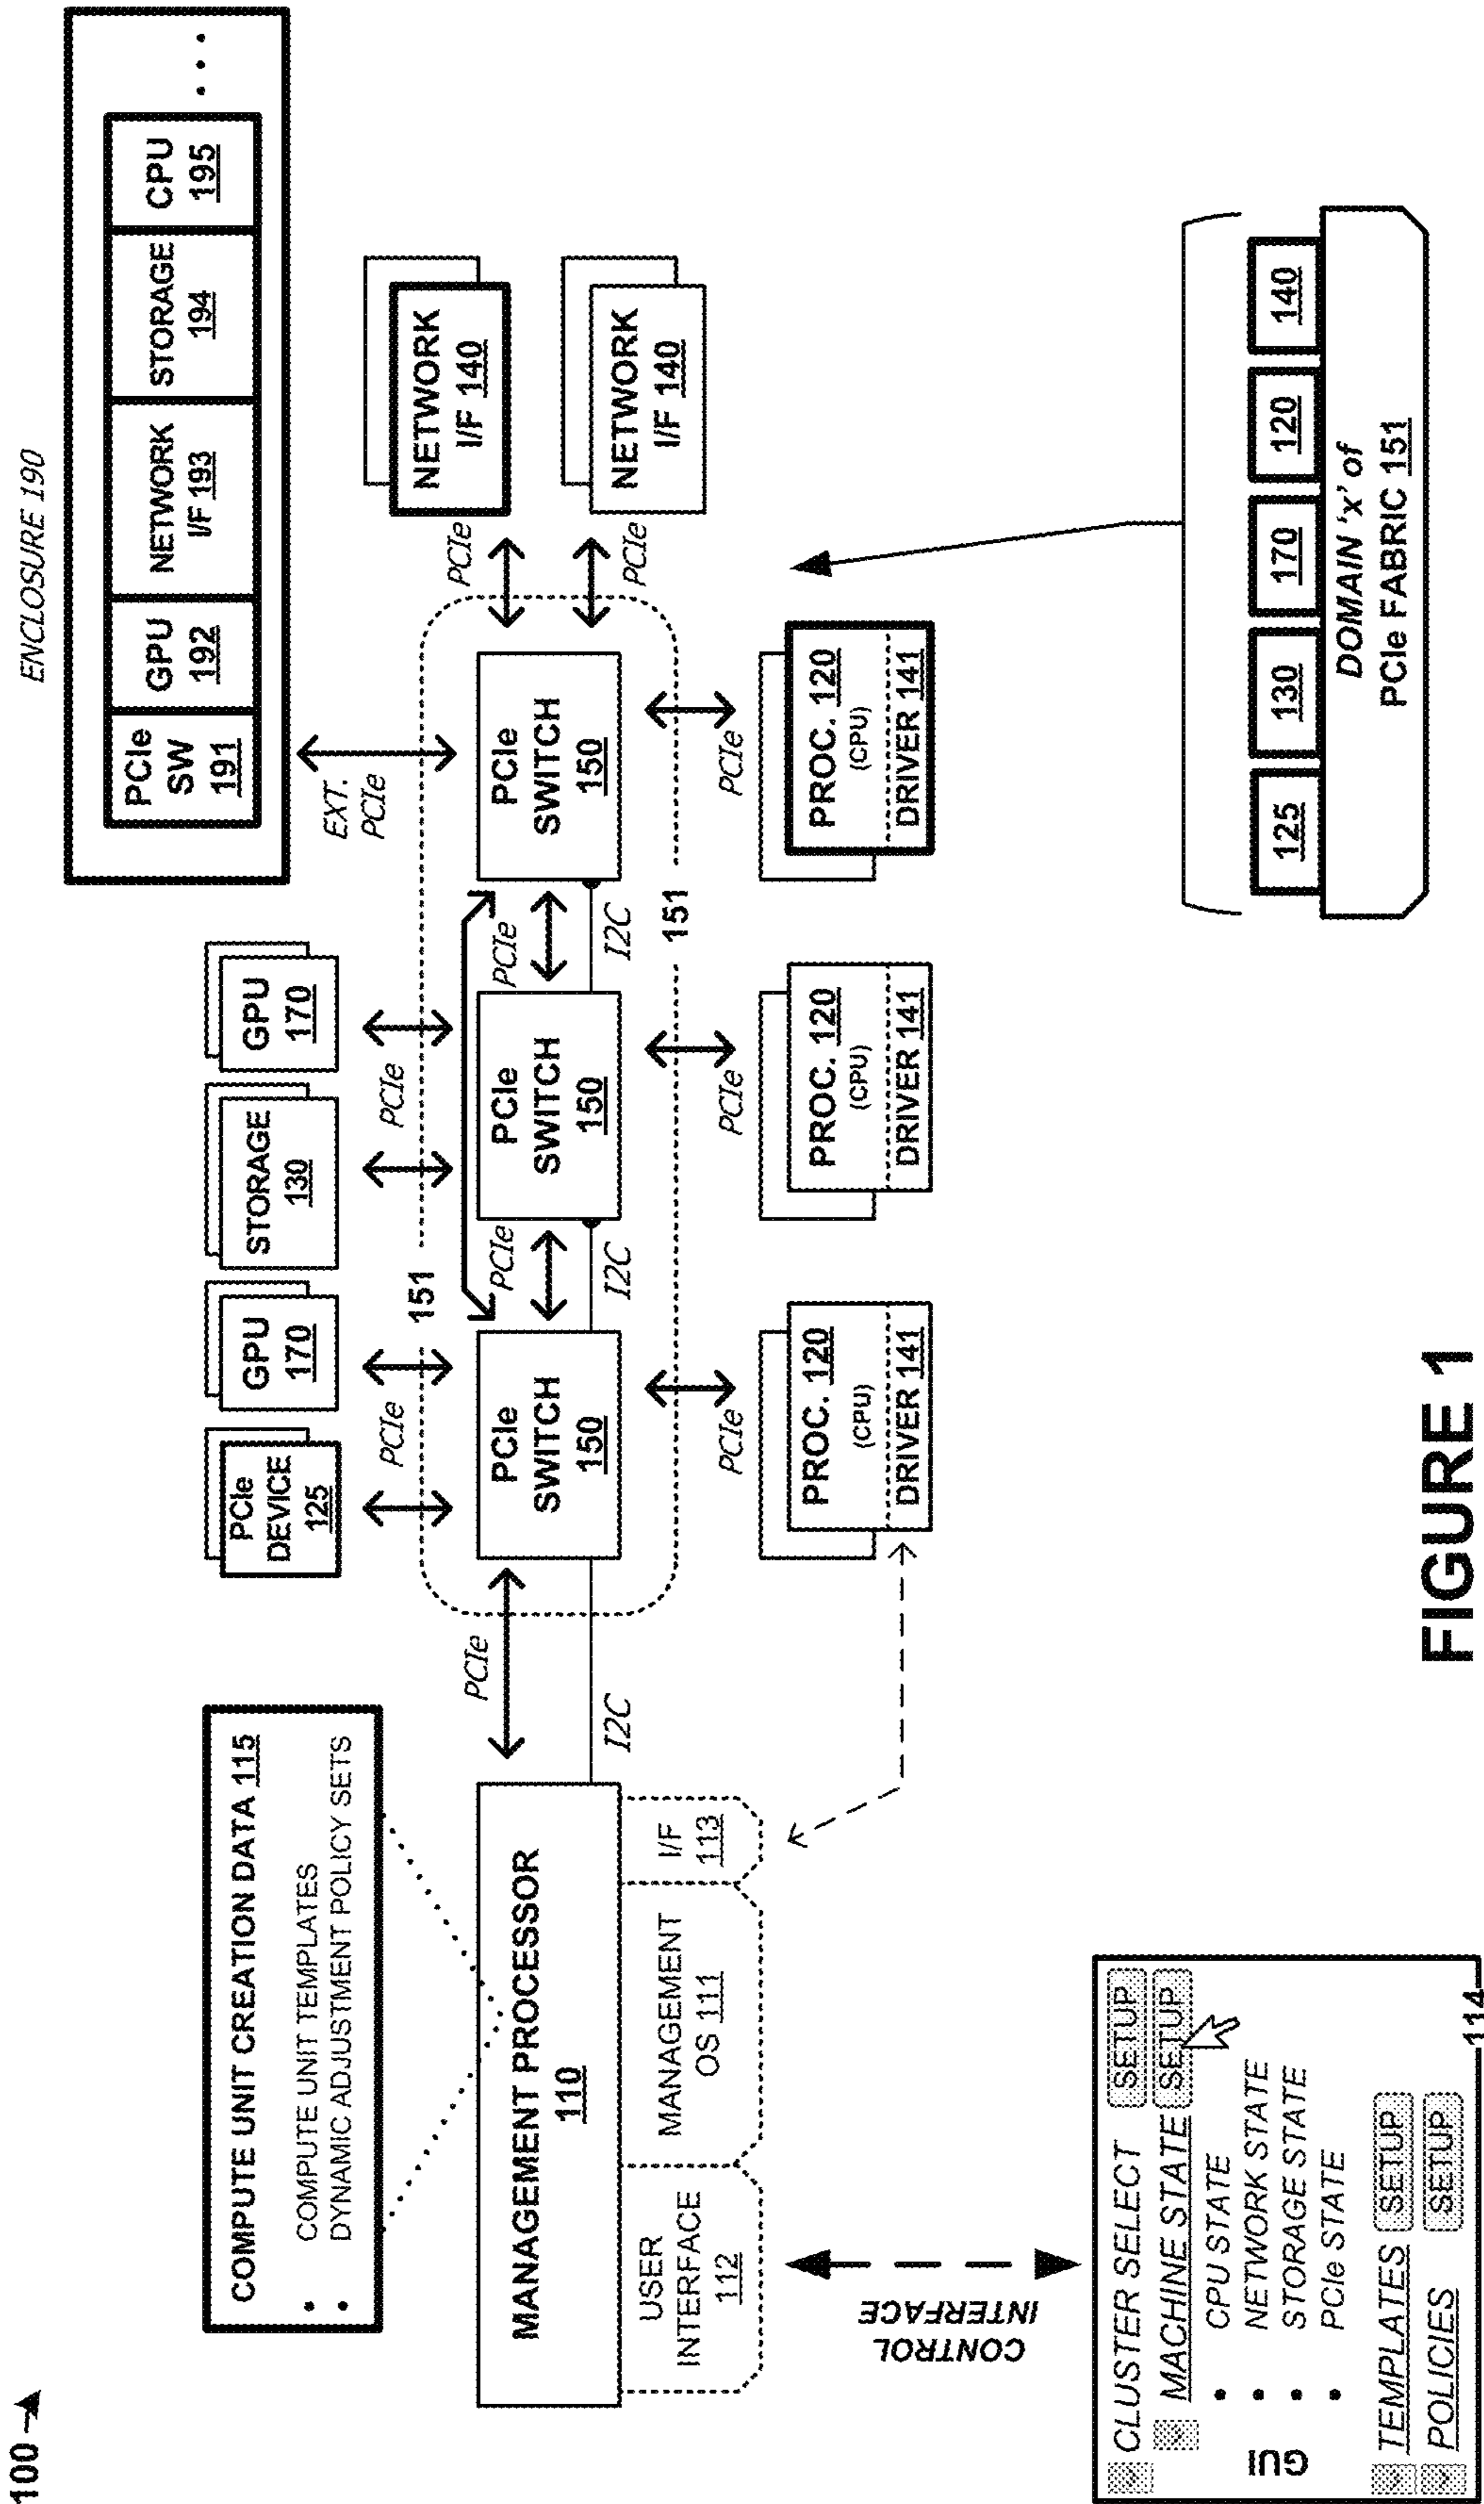 100
ENCLOSURE 190
PCIe
SW
191
GPU
192
NETWORK
I/F 193
STORAGE
194
CPU
195
• • •
COMPUTE UNIT CREATION DATA 115
• COMPUTE UNIT TEMPLATES
• DYNAMIC ADJUSTMENT POLICY SETS
PCIe
DEVICE
125
GPU
170
STORAGE
130
GPU
170
EXT.
PCIe
NETWORK
I/F 140
PCIe
PCIe
PCIe
151
PCIe
PCIe
PCIe
PCIe
MANAGEMENT PROCESSOR
110
PCIe
SWITCH
150
PCIe
SWITCH
150
PCIe
SWITCH
150
NETWORK
I/F 140
PCIe
I2C
I2C
I2C
151
USER
INTERFACE
112
MANAGEMENT
OS 111
I/F
113
PCIe
PCIe
PCIe
PROC. 120
(CPU)
DRIVER 141
PROC. 120
(CPU)
DRIVER 141
PROC. 120
(CPU)
DRIVER 141
CONTROL
INTERFACE
GUI
CLUSTER SELECT SETUP
MACHINE STATE SETUP
• CPU STATE
• NETWORK STATE
• STORAGE STATE
• PCIe STATE
TEMPLATES SETUP
POLICIES SETUP
114
125
130
170
120
140
DOMAIN 'x' of
PCIe FABRIC 151
FIGURE 1